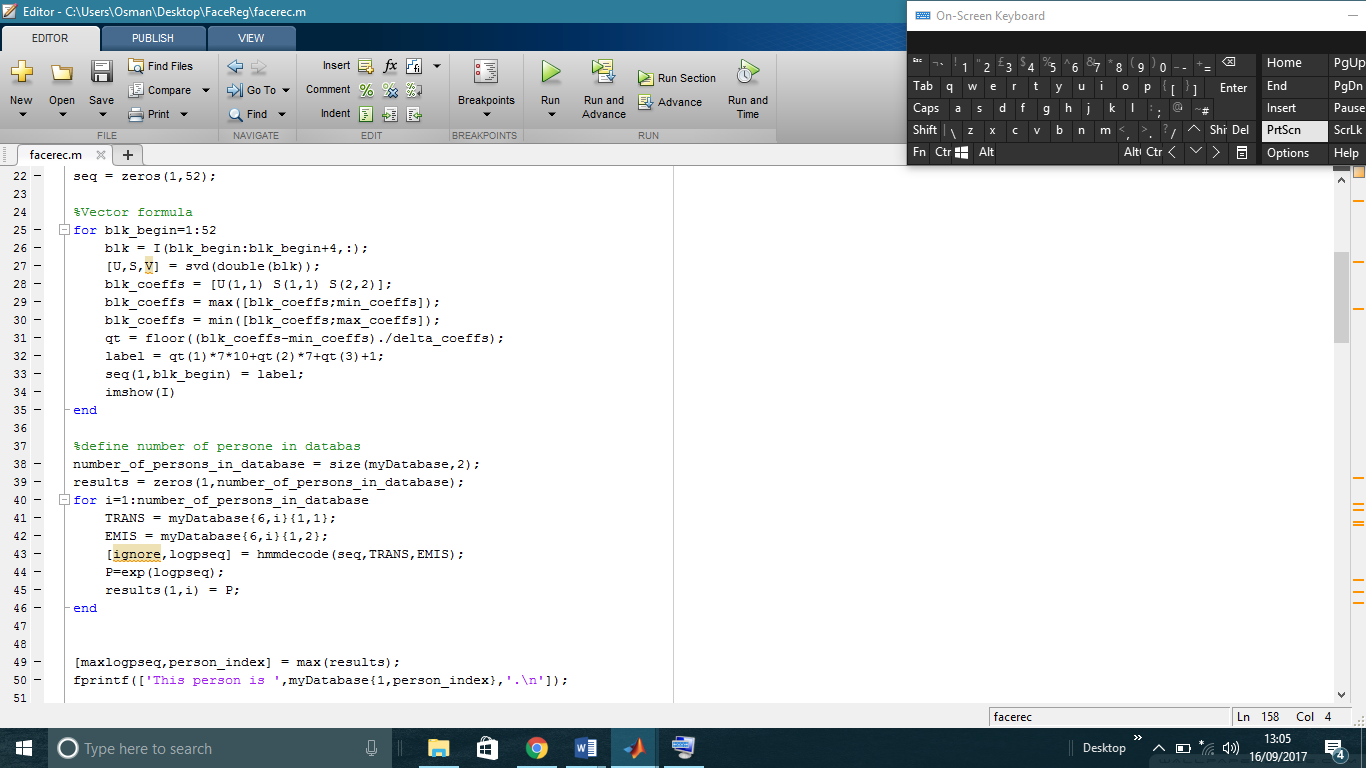 Editor - C:\Users\Osman\Desktop\FaceReg\facerec.m
On-Screen Keyboard
EDITOR PUBLISH VIEW
New Open Save
Find Files
Compare
Print
FILE
Go To
Find
NAVIGATE
Insert fx
Comment
Indent
EDIT
Breakpoints
BREAKPOINTS
Run
Run and Advance
Run Section
Advance
Run and Time
RUN
Esc ¬` !1 "2 £3 $4 %5 ^6 &7 *8 (9 )0 _- += Home PgUp
Tab q w e r t y u i o p {[ }] Enter End PgDn
Caps a s d f g h j k l :; @' ~# Insert Pause
Shift |\ z x c v b n m <, >. ?/ Shi Del PrtScn ScrLk
Fn Ctr Alt Alt Ctr Options Help
facerec.m
22 seq = zeros(1,52);
23
24 %Vector formula
25 for blk_begin=1:52
26 blk = I(blk_begin:blk_begin+4,:);
27 [U,S,V] = svd(double(blk));
28 blk_coeffs = [U(1,1) S(1,1) S(2,2)];
29 blk_coeffs = max([blk_coeffs;min_coeffs]);
30 blk_coeffs = min([blk_coeffs;max_coeffs]);
31 qt = floor((blk_coeffs-min_coeffs)./delta_coeffs);
32 label = qt(1)*7*10+qt(2)*7+qt(3)+1;
33 seq(1,blk_begin) = label;
34 imshow(I)
35 end
36
37 %define number of persone in databas
38 number_of_persons_in_database = size(myDatabase,2);
39 results = zeros(1,number_of_persons_in_database);
40 for i=1:number_of_persons_in_database
41 TRANS = myDatabase{6,i}{1,1};
42 EMIS = myDatabase{6,i}{1,2};
43 [ignore,logpseq] = hmmdecode(seq,TRANS,EMIS);
44 P=exp(logpseq);
45 results(1,i) = P;
46 end
47
48
49 [maxlogpseq,person_index] = max(results);
50 fprintf(['This person is ',myDatabase{1,person_index},'.\n']);
51
facerec Ln 158 Col 4
Type here to search
Desktop
13:05
16/09/2017
4